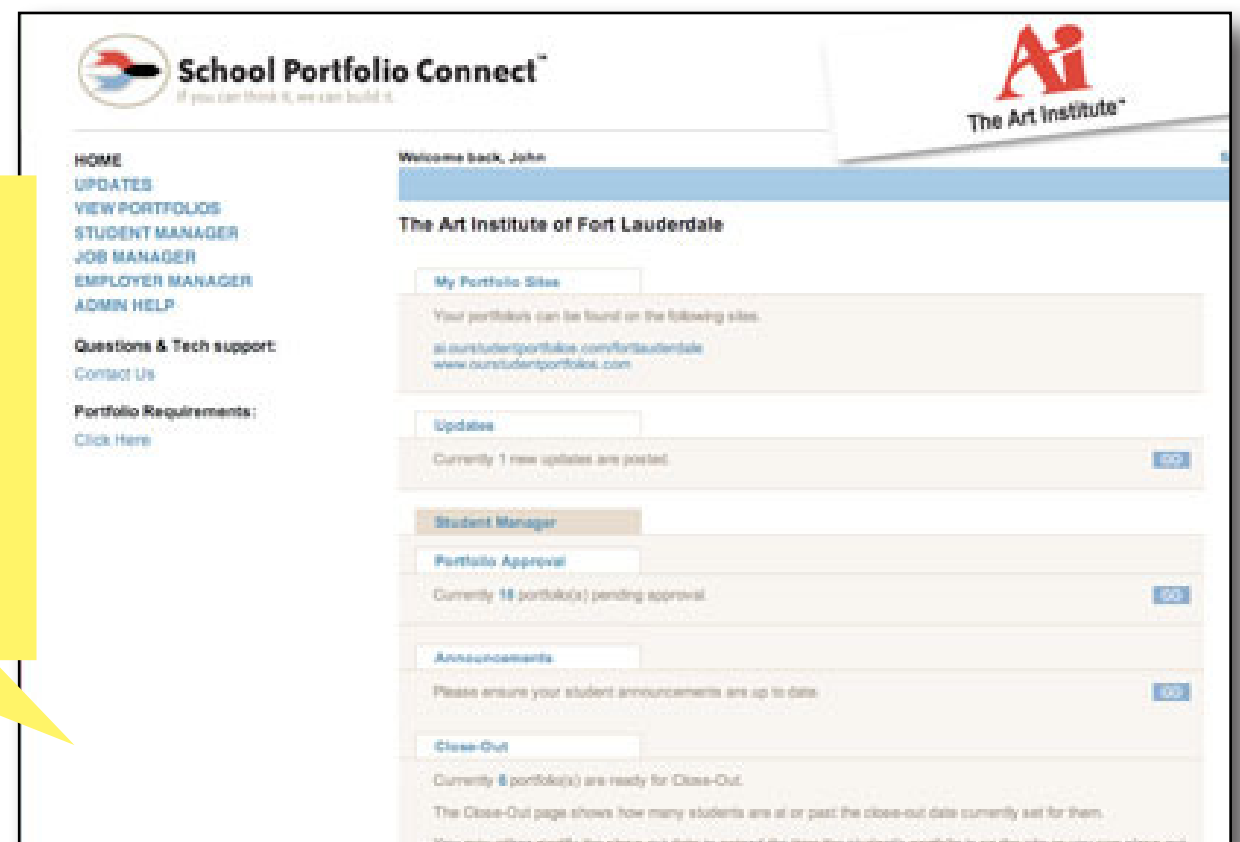 School Portfolio Connect™
If you can think it, we can build it.
Ai
The Art Institute℠
HOME
UPDATES
VIEW PORTFOLIOS
STUDENT MANAGER
JOB MANAGER
EMPLOYER MANAGER
ADMIN HELP
Questions & Tech support:
Contact Us
Portfolio Requirements:
Click Here
Welcome back, John
The Art Institute of Fort Lauderdale
My Portfolio Sites
Your portfolios can be found on the following sites.
ai.ourstudentportfolios.com/fortlauderdale
www.ourstudentportfolios.com
Updates
Currently 1 new updates are posted.
GO
Student Manager
Portfolio Approval
Currently portfolio(s) pending approval.
GO
Announcements
Please ensure your student announcements are up to date
GO
Close-Out
Currently portfolio(s) are ready for Close-Out.
The Close-Out page shows how many students are at or past the close-out date currently set for them.